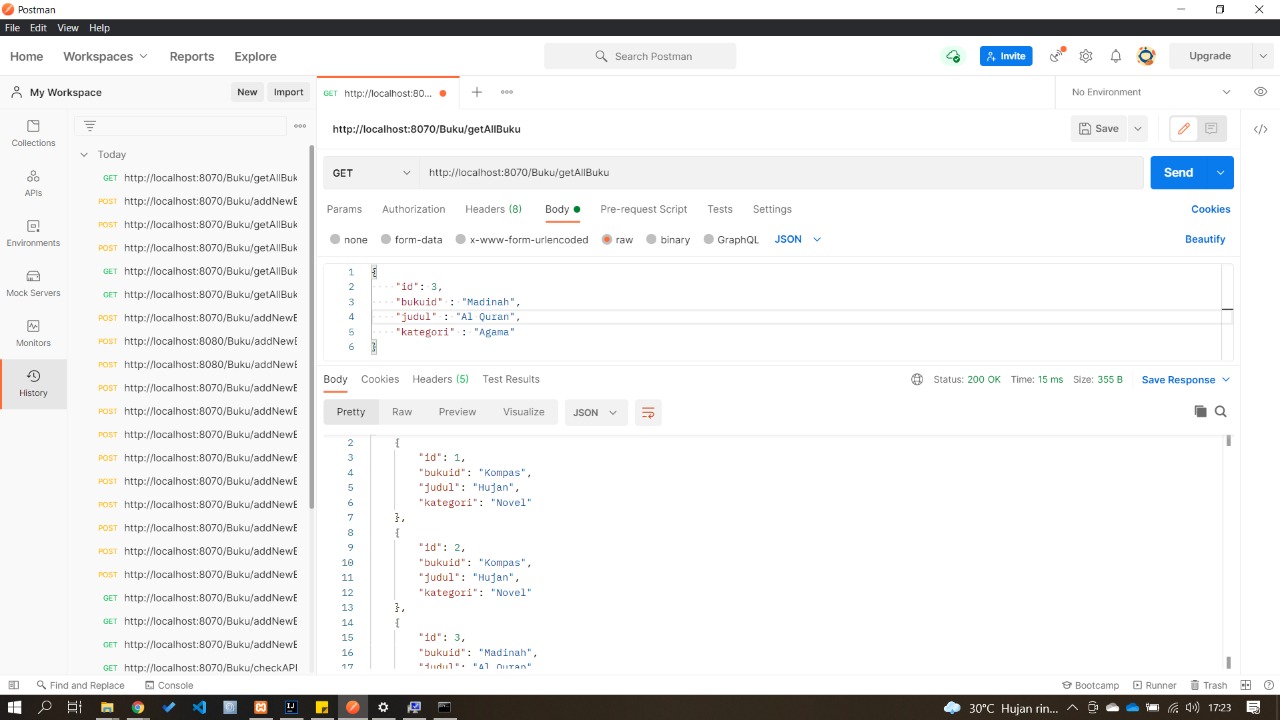 Postman
File Edit View Help
Home Workspaces Reports Explore Search Postman Invite Upgrade
My Workspace New Import GET http://localhost:80... No Environment
Collections
APIs
Environments
Mock Servers
Monitors
History
Today
GET http://localhost:8070/Buku/getAllBuk
POST http://localhost:8070/Buku/addNewE
POST http://localhost:8070/Buku/getAllBuk
POST http://localhost:8070/Buku/getAllBuk
GET http://localhost:8070/Buku/getAllBuk
GET http://localhost:8070/Buku/getAllBuk
POST http://localhost:8070/Buku/addNewE
POST http://localhost:8080/Buku/addNewE
POST http://localhost:8080/Buku/addNewE
POST http://localhost:8070/Buku/addNewE
POST http://localhost:8070/Buku/addNewE
POST http://localhost:8070/Buku/addNewE
POST http://localhost:8070/Buku/addNewE
POST http://localhost:8070/Buku/addNewE
POST http://localhost:8070/Buku/addNewE
POST http://localhost:8070/Buku/addNewE
POST http://localhost:8070/Buku/addNewE
POST http://localhost:8070/Buku/addNewE
GET http://localhost:8070/Buku/addNewE
GET http://localhost:8070/Buku/addNewE
GET http://localhost:8070/Buku/addNewE
GET http://localhost:8070/Buku/checkAPI
http://localhost:8070/Buku/getAllBuku Save
GET http://localhost:8070/Buku/getAllBuku Send
Params Authorization Headers (8) Body Pre-request Script Tests Settings Cookies
none form-data x-www-form-urlencoded raw binary GraphQL JSON Beautify
1 {
2 "id": 3,
3 "bukuid" : "Madinah",
4 "judul" : "Al Quran",
5 "kategori" : "Agama"
6 }
Body Cookies Headers (5) Test Results Status: 200 OK Time: 15 ms Size: 355 B Save Response
Pretty Raw Preview Visualize JSON
2 {
3 "id": 1,
4 "bukuid": "Kompas",
5 "judul": "Hujan",
6 "kategori": "Novel"
7 },
8 {
9 "id": 2,
10 "bukuid": "Kompas",
11 "judul": "Hujan",
12 "kategori": "Novel"
13 },
14 {
15 "id": 3,
16 "bukuid": "Madinah",
17 "judul": "Al Quran"
Find and Replace Console Bootcamp Runner Trash
30°C Hujan rin... 17:23